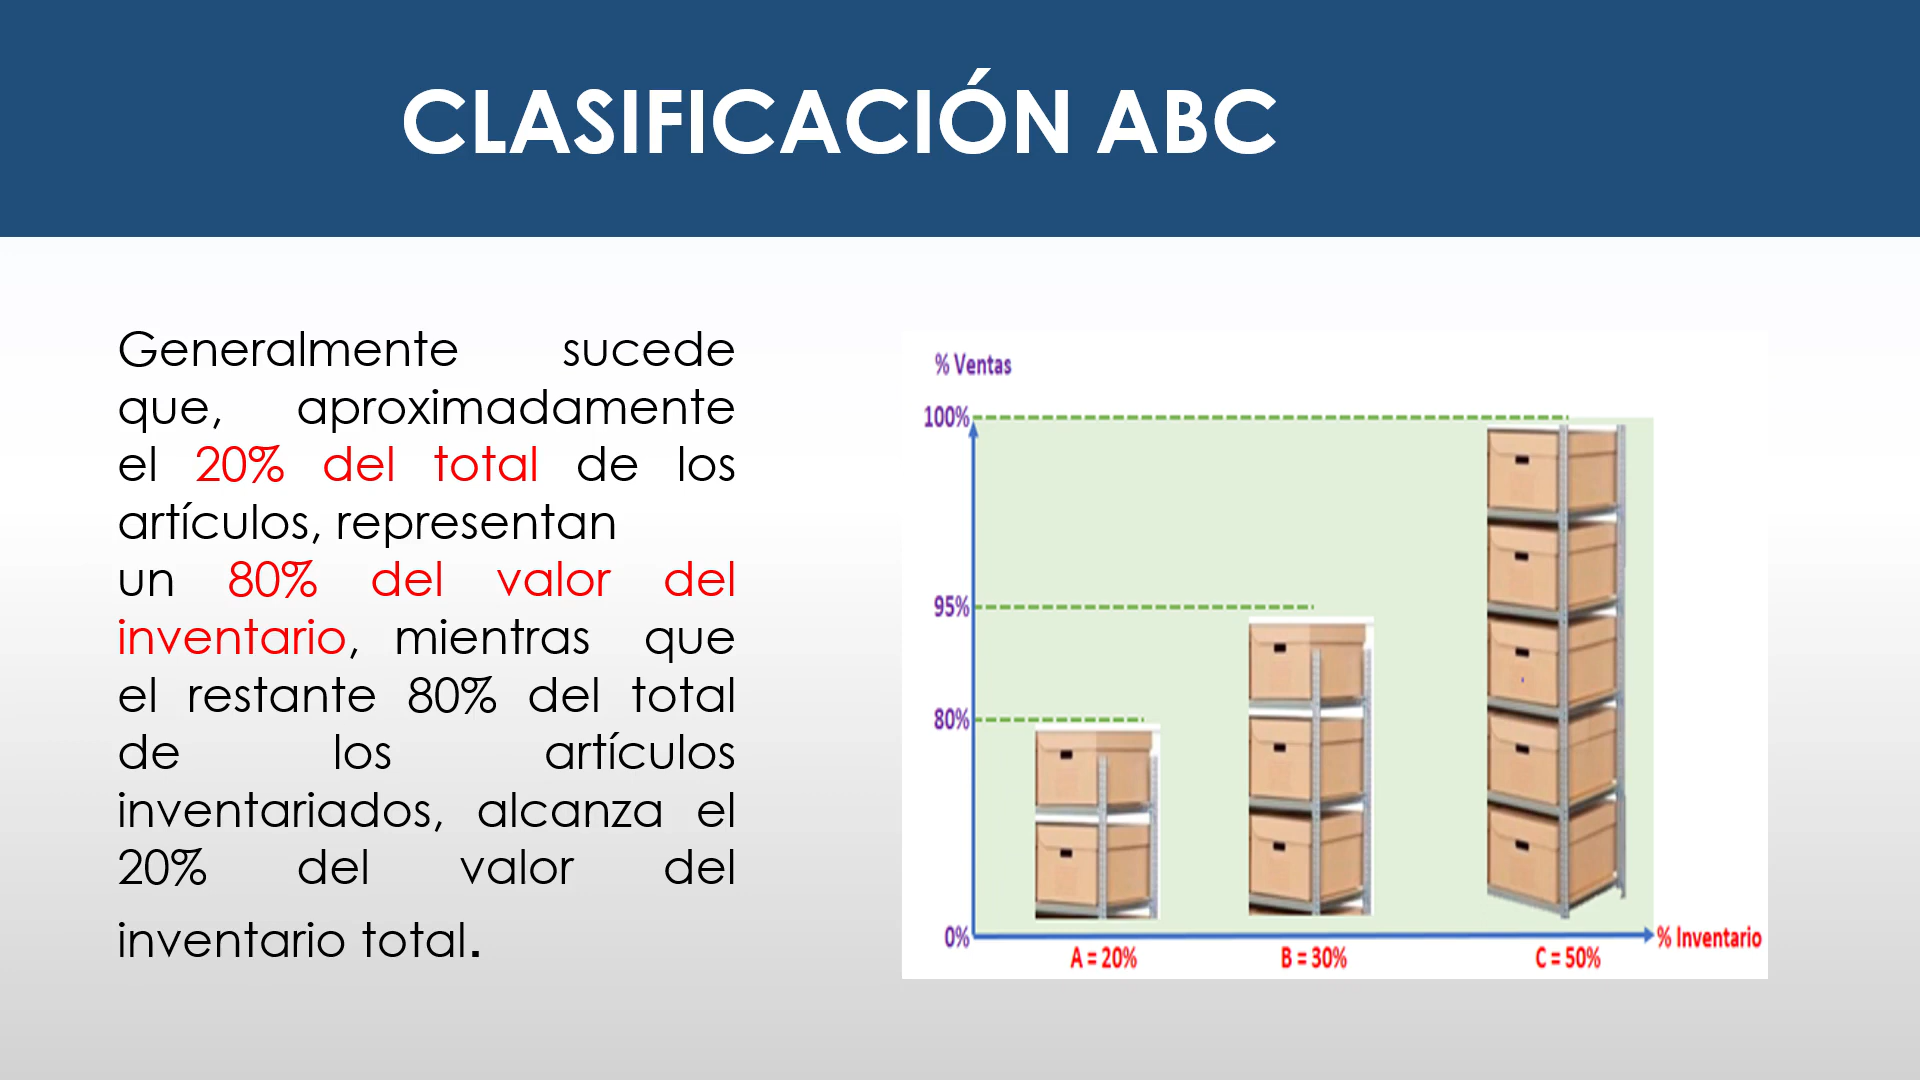 CLASIFICACIÓN ABC
Generalmente sucede
que, aproximadamente
el 20% del total de los
artículos, representan
un 80% del valor del
inventario, mientras que
el restante 80% del total
de los artículos
inventariados, alcanza el
20% del valor del
inventario total.
% Ventas
100%
95%
80%
0%
A = 20%
B = 30%
C = 50%
% Inventario